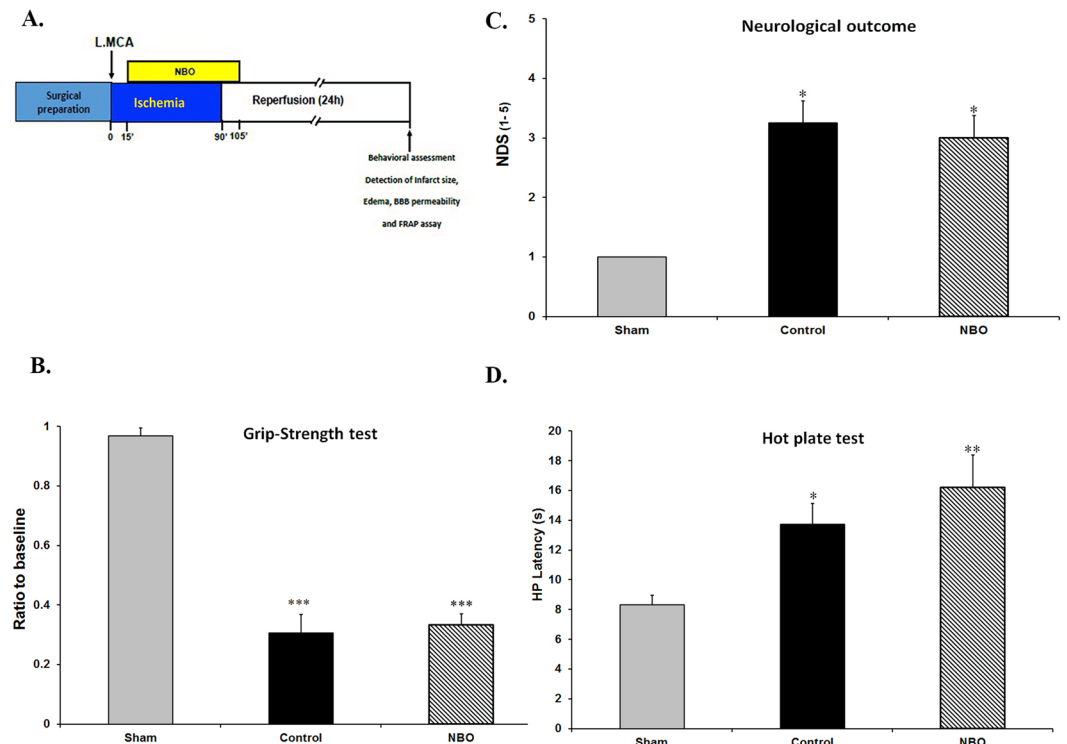 A.
L.MCA
NBO
Surgical
preparation
Ischemia
Reperfusion (24h)
0 15' 90' 105'
Behavioral assessment
Detection of Infarct size,
Edema, BBB permeability
and FRAP assay
C.
Neurological outcome
NDS (1- 5)
5
4
3
2
1
0
*
*
Sham Control NBO
B.
Grip-Strength test
Ratio to baseline
1
0.8
0.6
0.4
0.2
0
***
***
Sham Control NBO
D.
Hot plate test
HP Latency (s)
20
18
16
14
12
10
8
6
4
2
0
*
**
Sham Control NBO